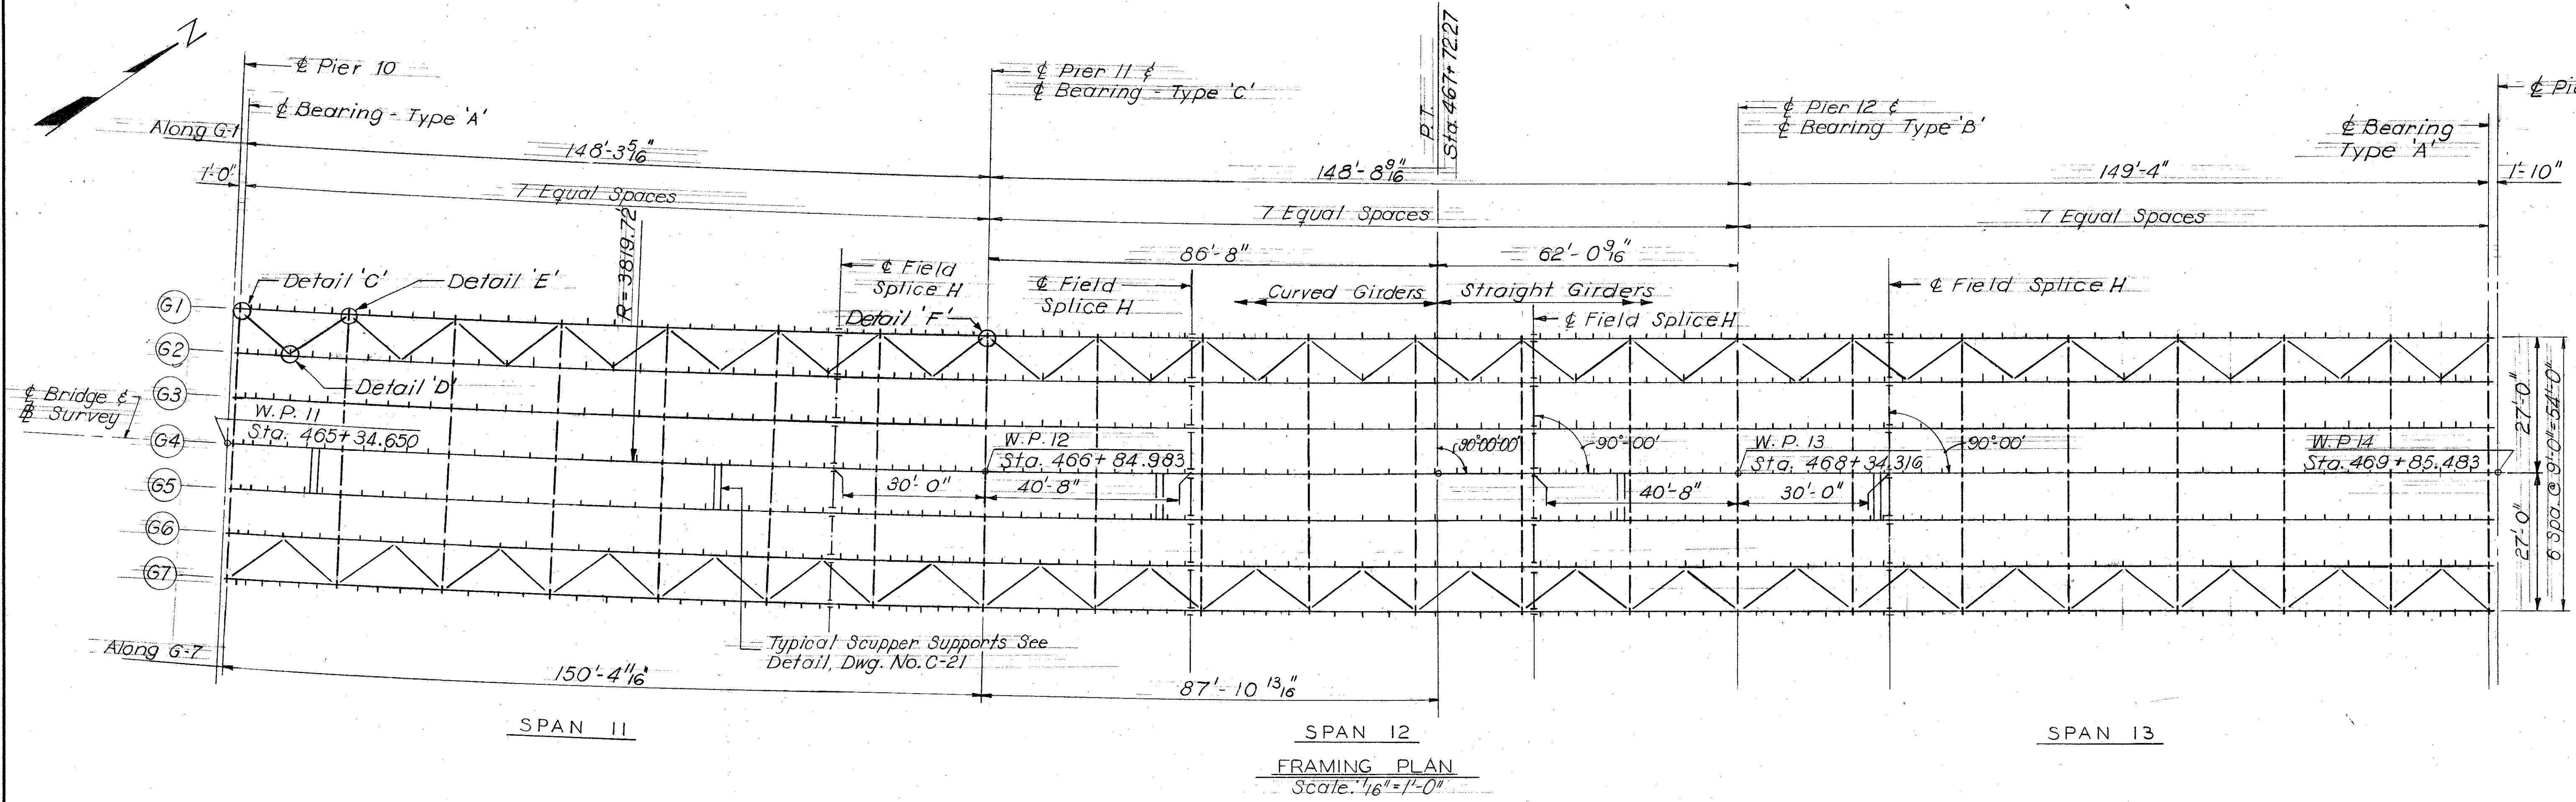 Z
℄ Pier 10
℄ Bearing - Type 'A'
Along G-1
148'-3 5/16"
1'-0"
7 Equal Spaces
R=3819.72'
℄ Pier 11 &
℄ Bearing - Type 'C'
P.T.
Sta. 467+72.27
148'-8 9/16"
7 Equal Spaces
86'-8"
62'-0 9/16"
℄ Pier 12 &
℄ Bearing Type 'B'
149'-4"
7 Equal Spaces
℄ Bearing
Type 'A'
1'-10"
Detail 'C'
Detail 'E'
℄ Field
Splice H
℄ Field
Splice H
Detail 'F'
Curved Girders
Straight Girders
℄ Field Splice H
℄ Field Splice H
G1
G2
G3
G4
G5
G6
G7
Detail 'D'
℄ Bridge &
Survey
W.P. 11
Sta. 465+34.650
W.P. 12
Sta. 466+84.983
90°00'00"
90°-00'
W.P. 13
Sta. 468+34.316
90°-00'
W.P. 14
Sta. 469+85.483
30'-0"
40'-8"
40'-8"
30'-0"
27'-0"
27'-0"
6 Spa. @ 9'-0"=54'-0"
Typical Scupper Supports See
Detail, Dwg. No. C-21
Along G-7
150'-4 11/16"
87'-10 13/16"
SPAN 11
SPAN 12
SPAN 13
FRAMING PLAN
Scale: 1/16"=1'-0"